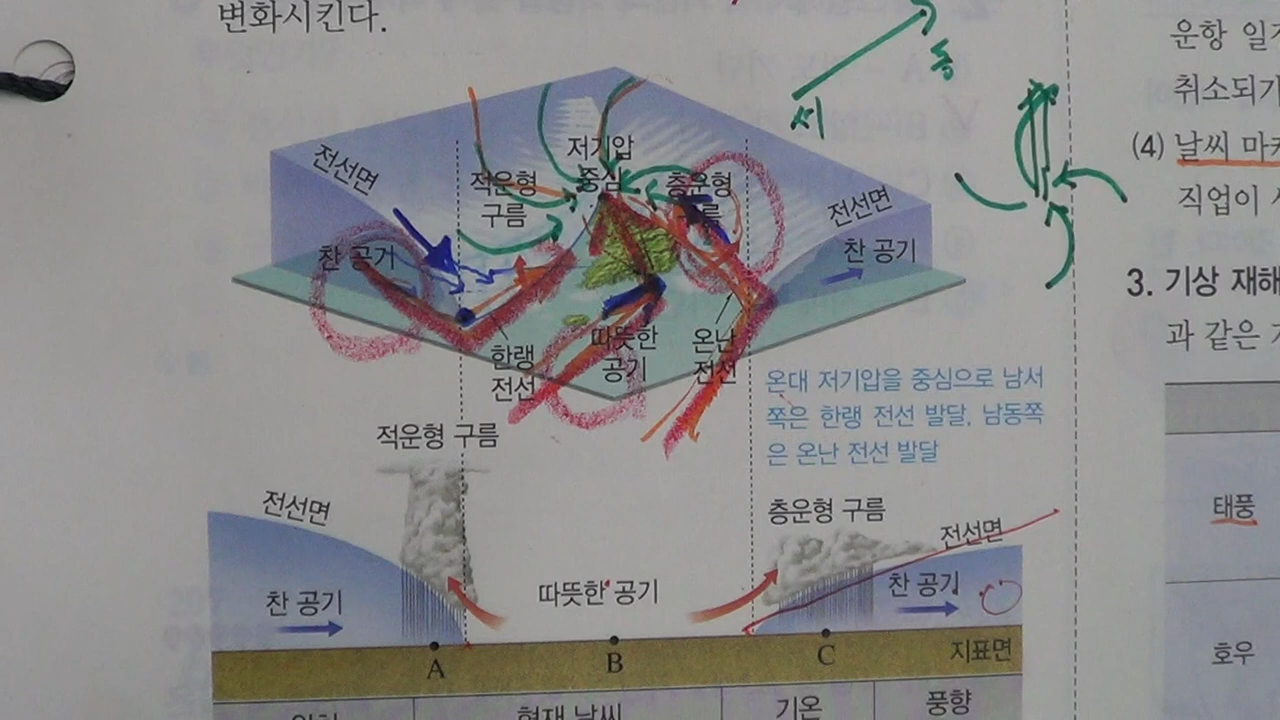 변화시킨다.
동
서
운항 일
취소되기
(4) 날씨 마
직업이
3. 기상 재해
과 같은
태풍
호우
저기압
중심
전선면
적운형
구름
층운형
구름
전선면
찬 공기
찬 공기
따뜻한
공기
한랭
전선
온난
전선
온대 저기압을 중심으로 남서
쪽은 한랭 전선 발달, 남동쪽
은 온난 전선 발달
적운형 구름
층운형 구름
전선면
전선면
찬 공기
따뜻한 공기
찬 공기
A
B
C
지표면
현재 날씨
기온
풍향